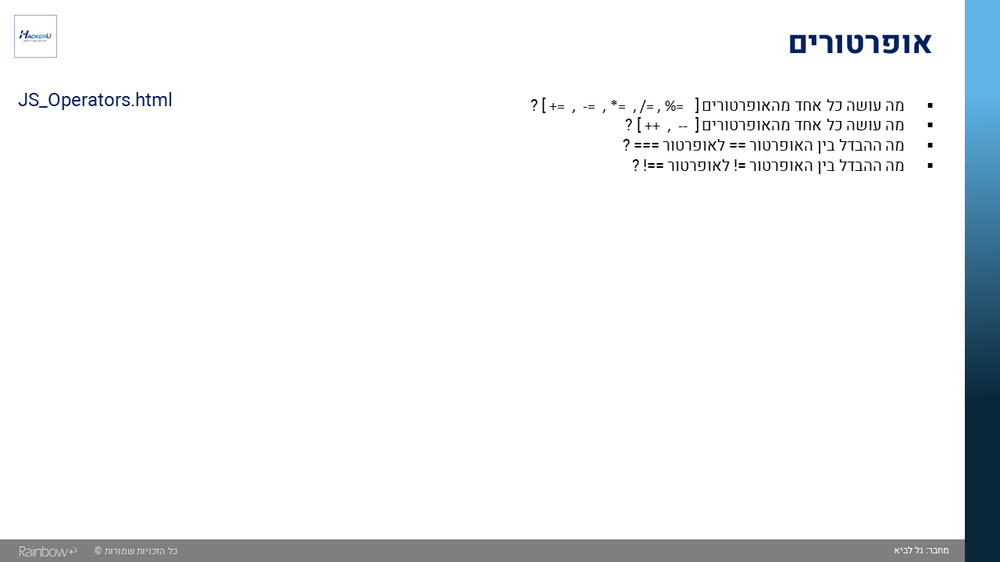 HACKERU
אופרטורים
JS_Operators.html
▪ מה עושה כל אחד מהאופרטורים [ %= , /= , *= , -= , += ] ?
▪ מה עושה כל אחד מהאופרטורים [ -- , ++ ] ?
▪ מה ההבדל בין האופרטור == לאופרטור === ?
▪ מה ההבדל בין האופרטור != לאופרטור !== ?
מחבר: גל לביא
כל הזכויות שמורות ©
Rainbow+